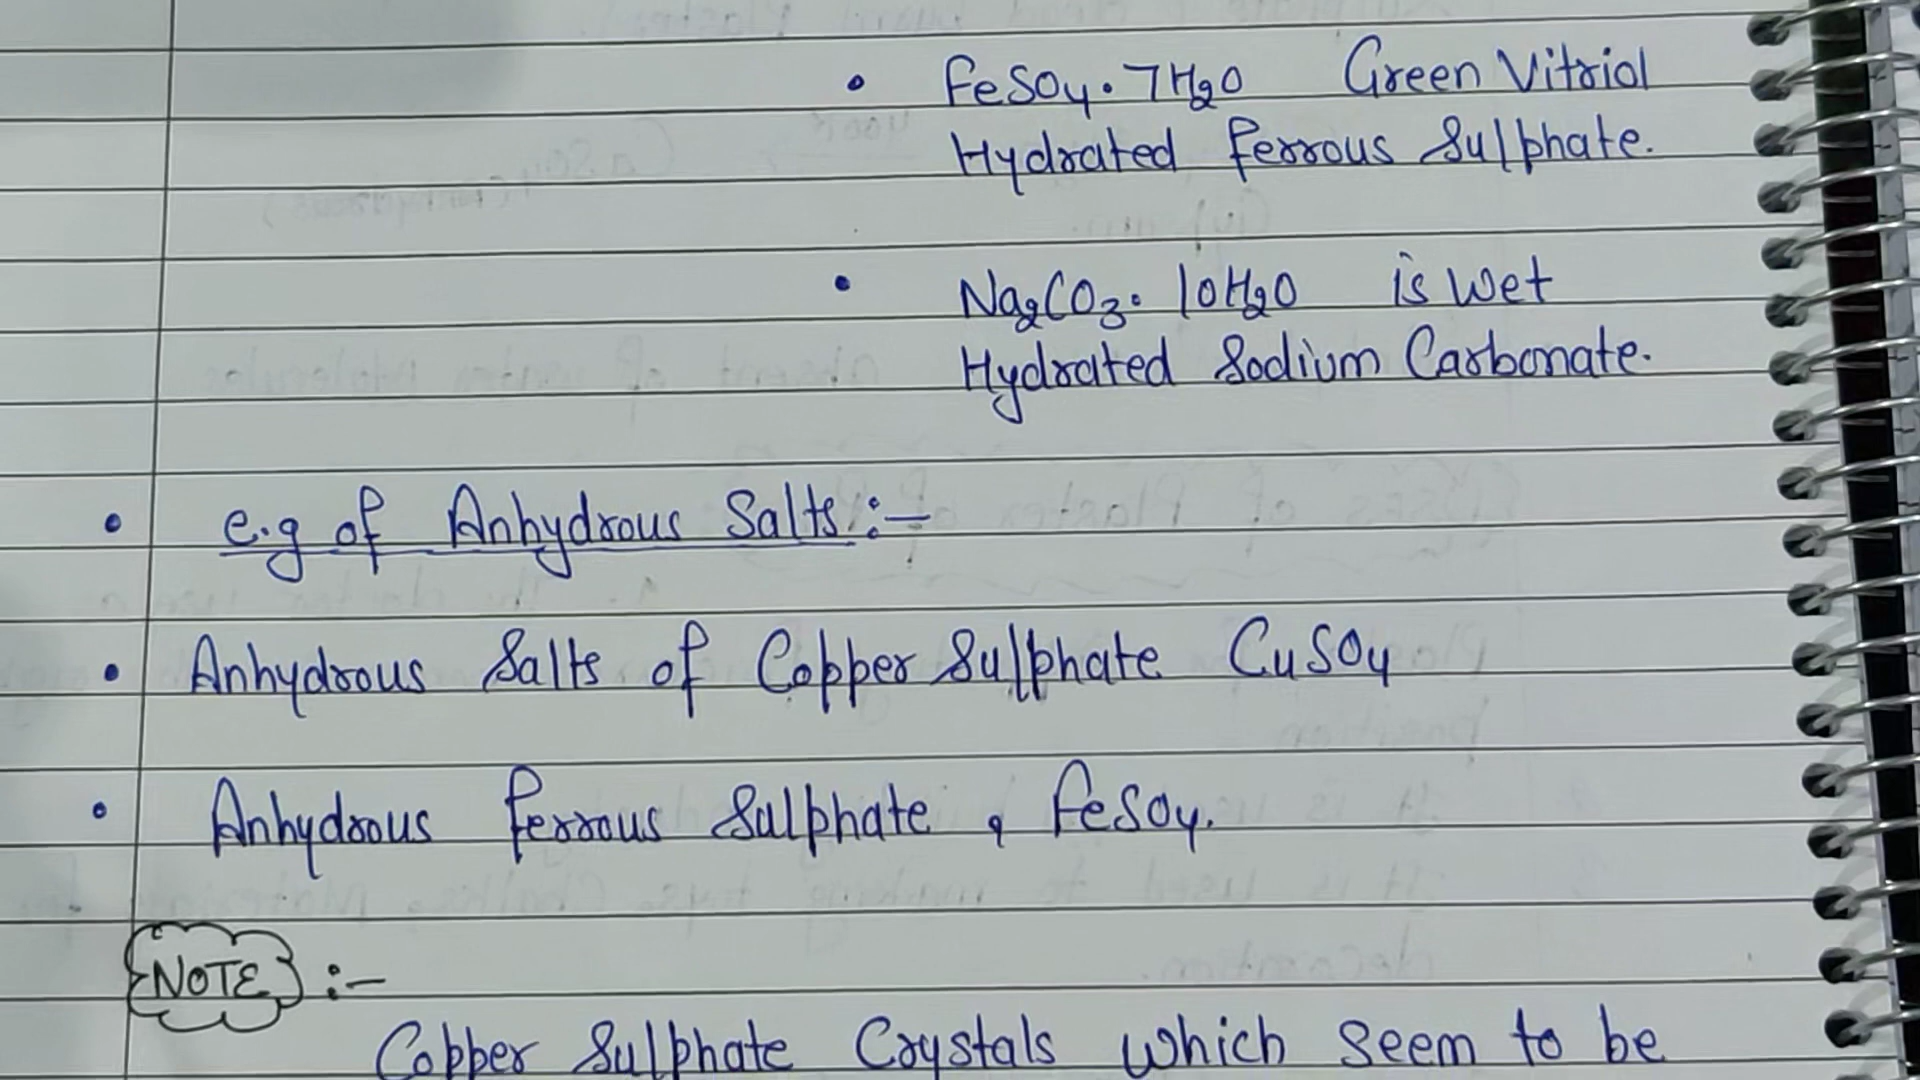 • FeSO4. 7H2O Green Vitriol
Hydrated ferrous Sulphate.
• Na2CO3. 10H2O is Wet
Hydrated Sodium Carbonate.
• e.g of Anhydrous Salts:-
• Anhydrous Salts of Copper Sulphate CuSO4
• Anhydrous ferrous Sulphate, FeSO4.
NOTE :-
Copper Sulphate Crystals which seem to be